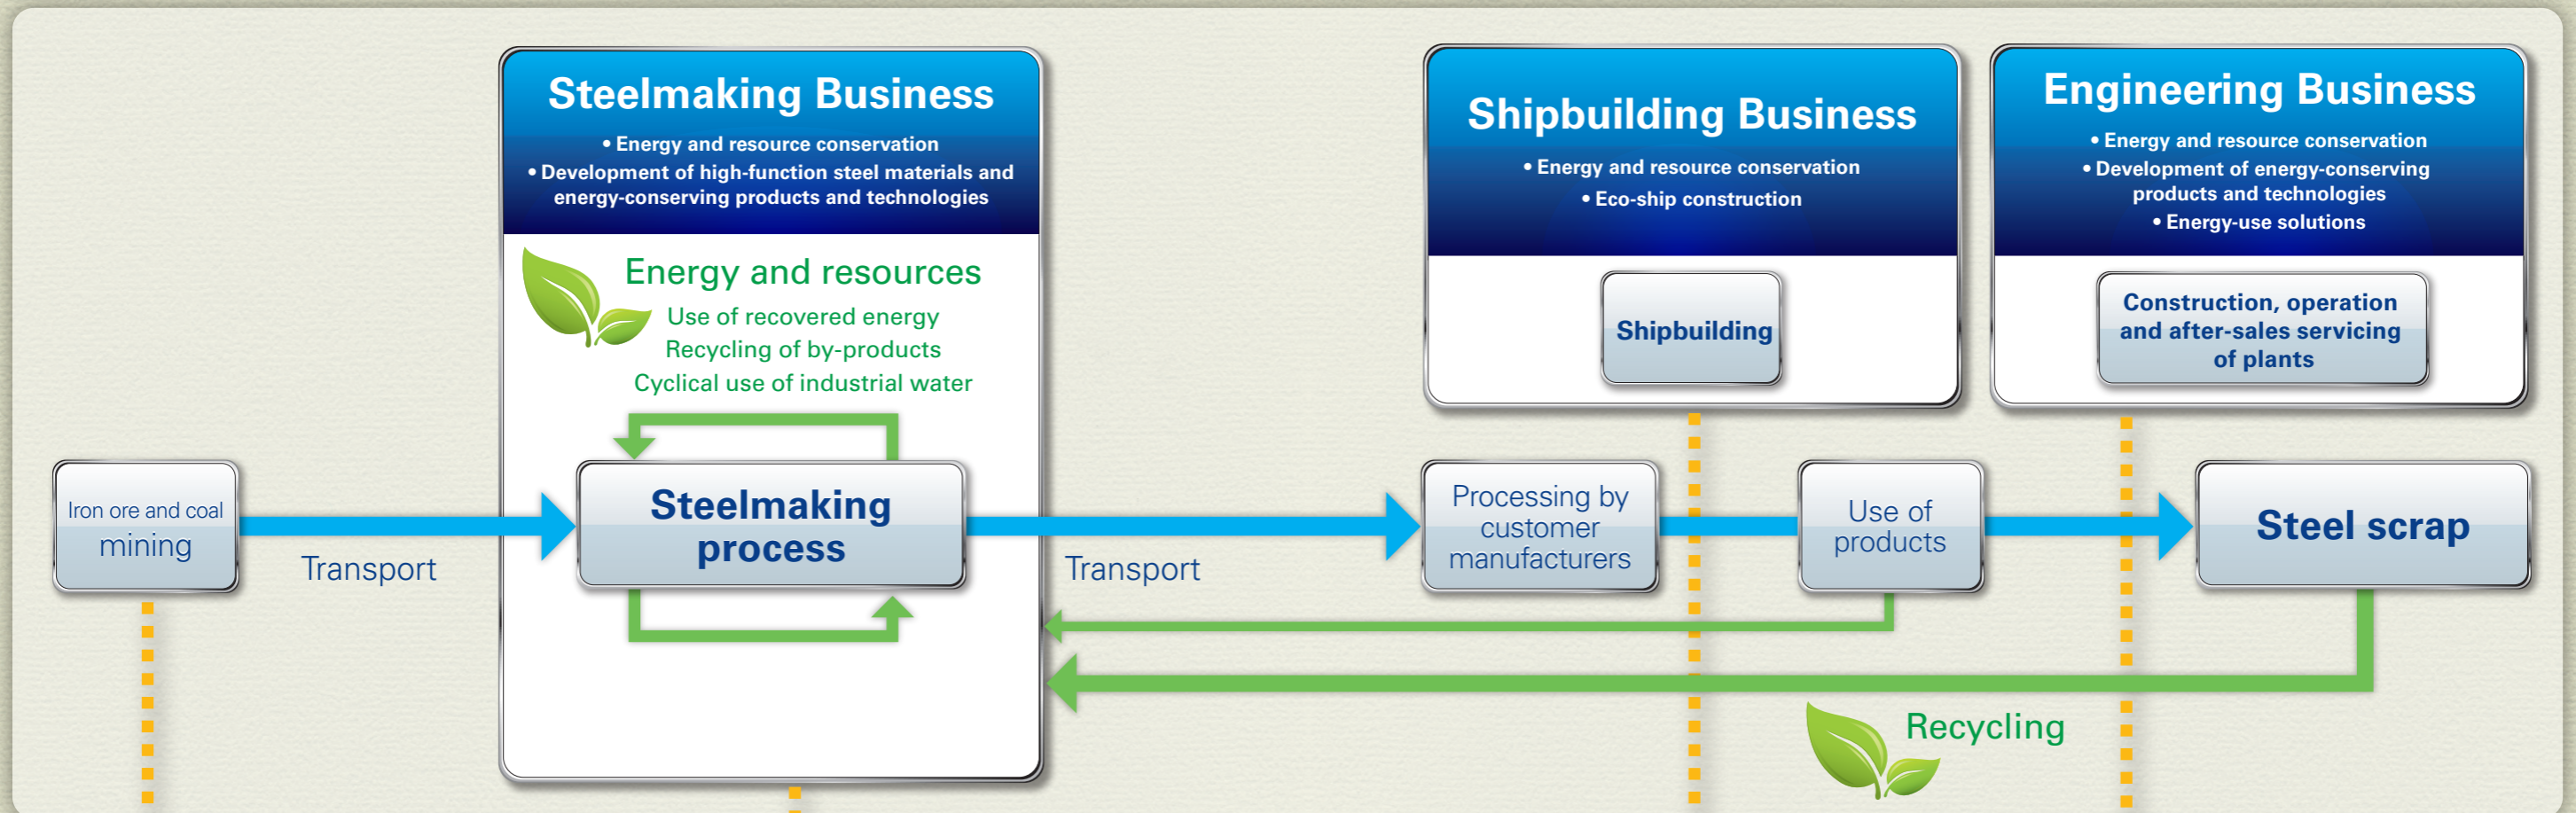 Steelmaking Business
• Energy and resource conservation
• Development of high-function steel materials and
energy-conserving products and technologies
Energy and resources
Use of recovered energy
Recycling of by-products
Cyclical use of industrial water
Shipbuilding Business
• Energy and resource conservation
• Eco-ship construction
Shipbuilding
Engineering Business
• Energy and resource conservation
• Development of energy-conserving
products and technologies
• Energy-use solutions
Construction, operation
and after-sales servicing
of plants
Iron ore and coal
mining
Transport
Steelmaking
process
Transport
Processing by
customer
manufacturers
Use of
products
Steel scrap
Recycling